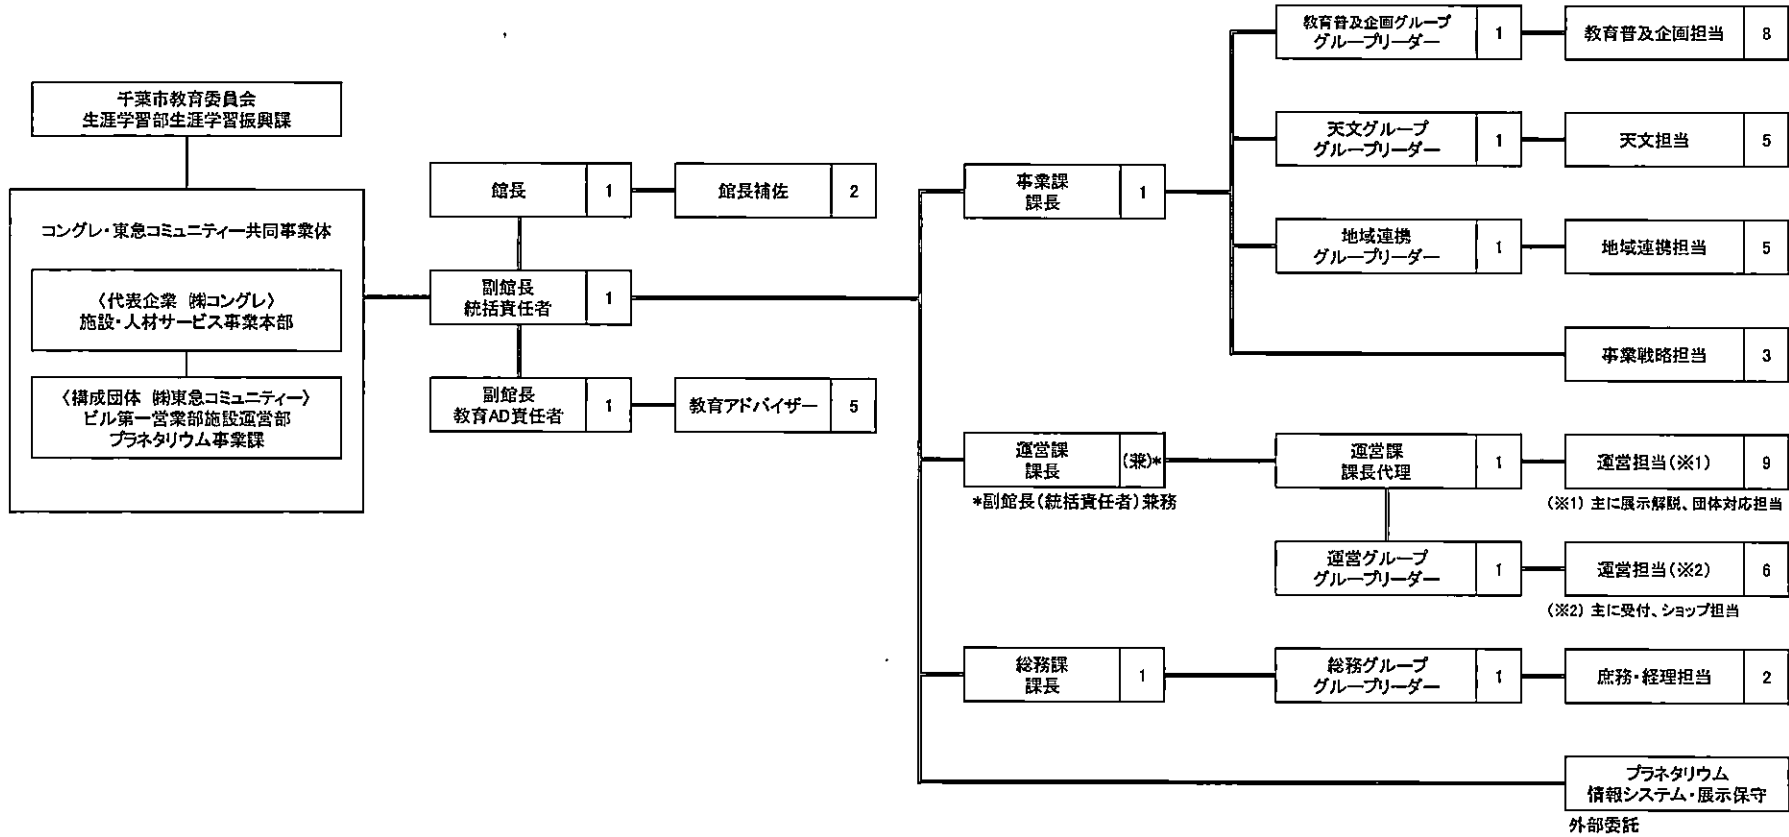 千葉市教育委員会
生涯学習部生涯学習振興課
コングレ・東急コミュニティー共同事業体
〈代表企業 ㈱コングレ〉
施設・人材サービス事業本部
〈構成団体 ㈱東急コミュニティー〉
ビル第一営業部施設運営部
プラネタリウム事業課
館長 1
館長補佐 2
副館長
統括責任者 1
副館長
教育AD責任者 1
教育アドバイザー 5
事業課
課長 1
教育普及企画グループ
グループリーダー 1
教育普及企画担当 8
天文グループ
グループリーダー 1
天文担当 5
地域連携
グループリーダー 1
地域連携担当 5
事業戦略担当 3
運営課
課長 (兼)*
*副館長(統括責任者)兼務
運営課
課長代理 1
運営担当(※1) 9
(※1) 主に展示解説、団体対応担当
運営グループ
グループリーダー 1
運営担当(※2) 6
(※2) 主に受付、ショップ担当
総務課
課長 1
総務グループ
グループリーダー 1
庶務・経理担当 2
プラネタリウム
情報システム・展示保守
外部委託